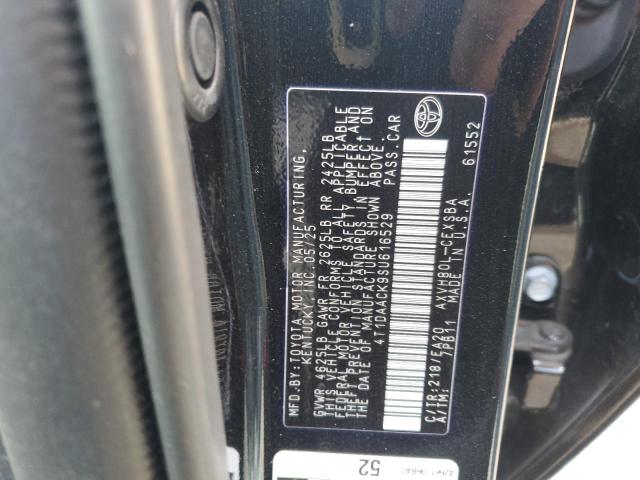 MFD.BY:TOYOTA MOTOR MANUFACTURING,
KENTUCKY, INC.05/25
GVWR 4625LB GAWR FR 2625LB RR 2425LB
THIS VEHICLE CONFORMS TO ALL APPLICABLE
FEDERAL MOTOR VEHICLE SAFETY, BUMPER, AND
THEFT PREVENTION STANDARDS IN EFFECT ON
THE DATE OF MANUFACTURE SHOWN ABOVE.
4T1DAACK9SU616529 PASS.CAR
C/TR:218/EA20 AXVH80L-CEXSBA
A/TM: /PB11 MADE IN U.S.A. 61552
52